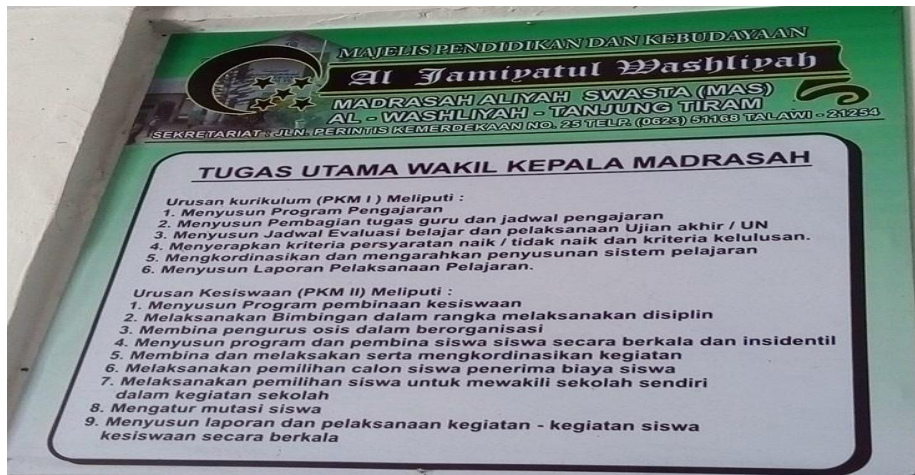 MAJELIS PENDIDIKAN DAN KEBUDAYAAN
Al Jamiyatul Washliyah
MADRASAH ALIYAH SWASTA (MAS)
AL - WASHLIYAH - TANJUNG TIRAM
SEKRETARIAT : JLN. PERINTIS KEMERDEKAAN NO. 25 TELP. (0623) 51168 TALAWI - 21254
TUGAS UTAMA WAKIL KEPALA MADRASAH
Urusan kurikulum (PKM I ) Meliputi :
1. Menyusun Program Pengajaran
2. Menyusun Pembagian tugas guru dan jadwal pengajaran
3. Menyusun Jadwal Evaluasi belajar dan pelaksanaan Ujian akhir / UN
4. Menyerapkan kriteria persyaratan naik / tidak naik dan kriteria kelulusan.
5. Mengkordinasikan dan mengarahkan penyusunan sistem pelajaran
6. Menyusun Laporan Pelaksanaan Pelajaran.
Urusan Kesiswaan (PKM II) Meliputi :
1. Menyusun Program pembinaan kesiswaan
2. Melaksanakan Bimbingan dalam rangka melaksanakan disiplin
3. Membina pengurus osis dalam berorganisasi
4. Menyusun program dan pembina siswa siswa secara berkala dan insidentil
5. Membina dan melaksakan serta mengkordinasikan kegiatan
6. Melaksanakan pemilihan calon siswa penerima biaya siswa
7. Melaksanakan pemilihan siswa untuk mewakili sekolah sendiri
dalam kegiatan sekolah
8. Mengatur mutasi siswa
9. Menyusun laporan dan pelaksanaan kegiatan - kegiatan siswa
kesiswaan secara berkala